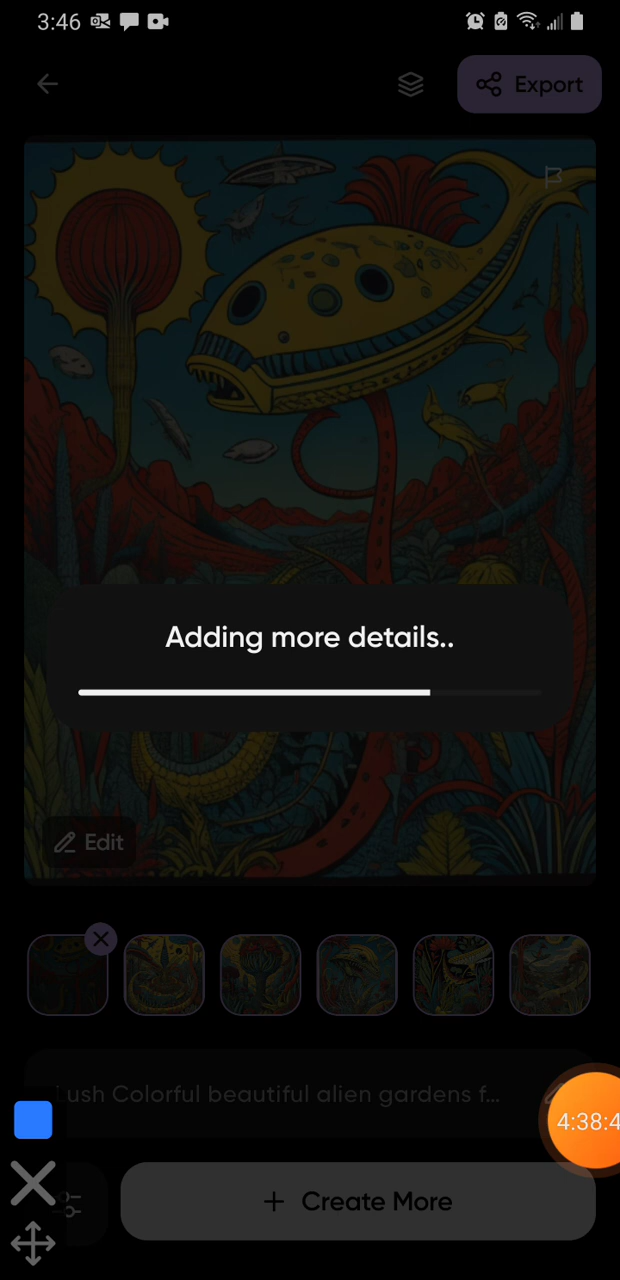 3:46
Export
Adding more details..
Edit
ush Colorful beautiful alien gardens f...
4:38:4
+ Create More